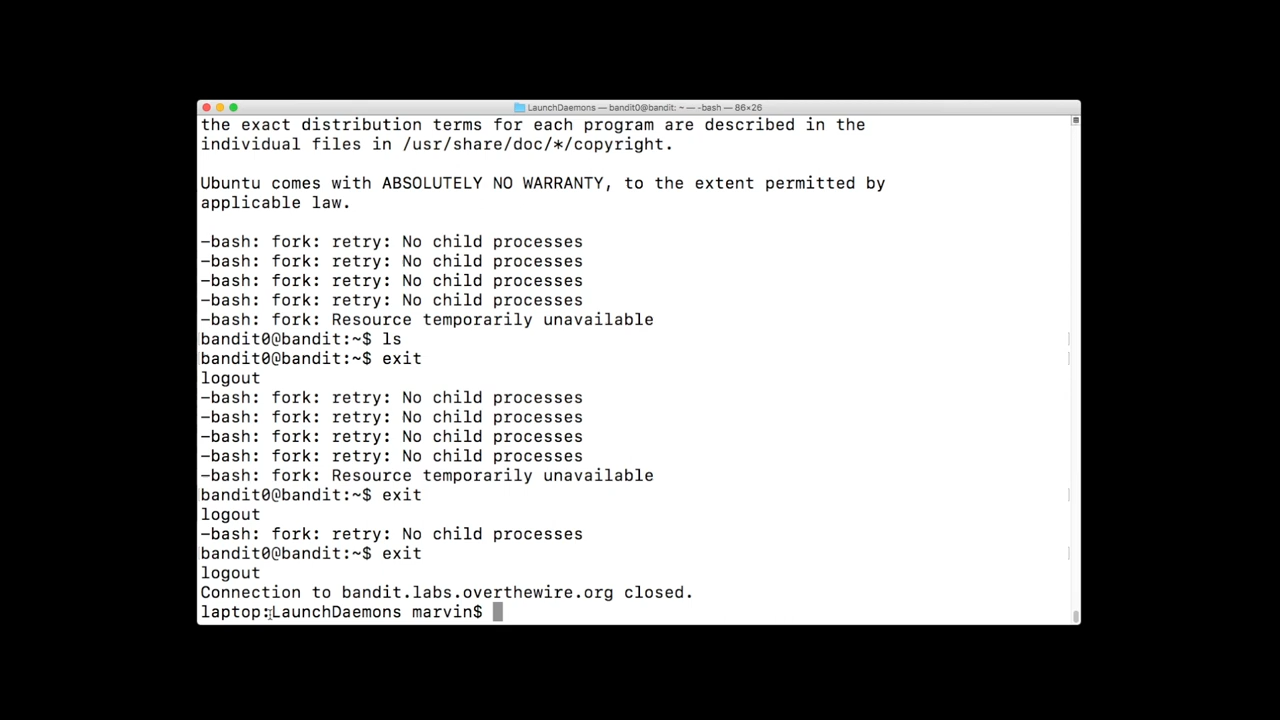 LaunchDaemons — bandit0@bandit: ~ — -bash — 86×26
the exact distribution terms for each program are described in the
individual files in /usr/share/doc/*/copyright.
Ubuntu comes with ABSOLUTELY NO WARRANTY, to the extent permitted by
applicable law.
-bash: fork: retry: No child processes
-bash: fork: retry: No child processes
-bash: fork: retry: No child processes
-bash: fork: retry: No child processes
-bash: fork: Resource temporarily unavailable
bandit0@bandit:~$ ls
bandit0@bandit:~$ exit
logout
-bash: fork: retry: No child processes
-bash: fork: retry: No child processes
-bash: fork: retry: No child processes
-bash: fork: retry: No child processes
-bash: fork: Resource temporarily unavailable
bandit0@bandit:~$ exit
logout
-bash: fork: retry: No child processes
bandit0@bandit:~$ exit
logout
Connection to bandit.labs.overthewire.org closed.
laptop:LaunchDaemons marvin$